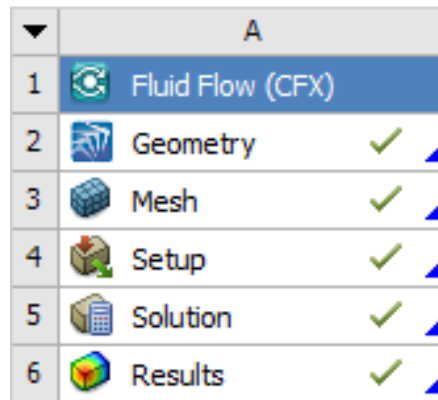 A
1 Fluid Flow (CFX)
2 Geometry
3 Mesh
4 Setup
5 Solution
6 Results